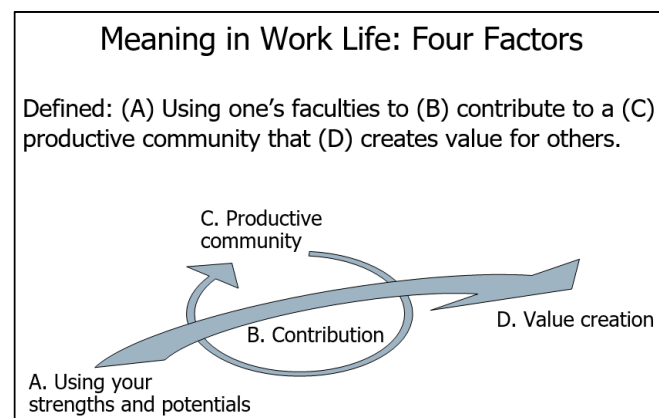 Meaning in Work Life: Four Factors
Defined: (A) Using one's faculties to (B) contribute to a (C)
productive community that (D) creates value for others.
C. Productive
community
B. Contribution
D. Value creation
A. Using your
strengths and potentials